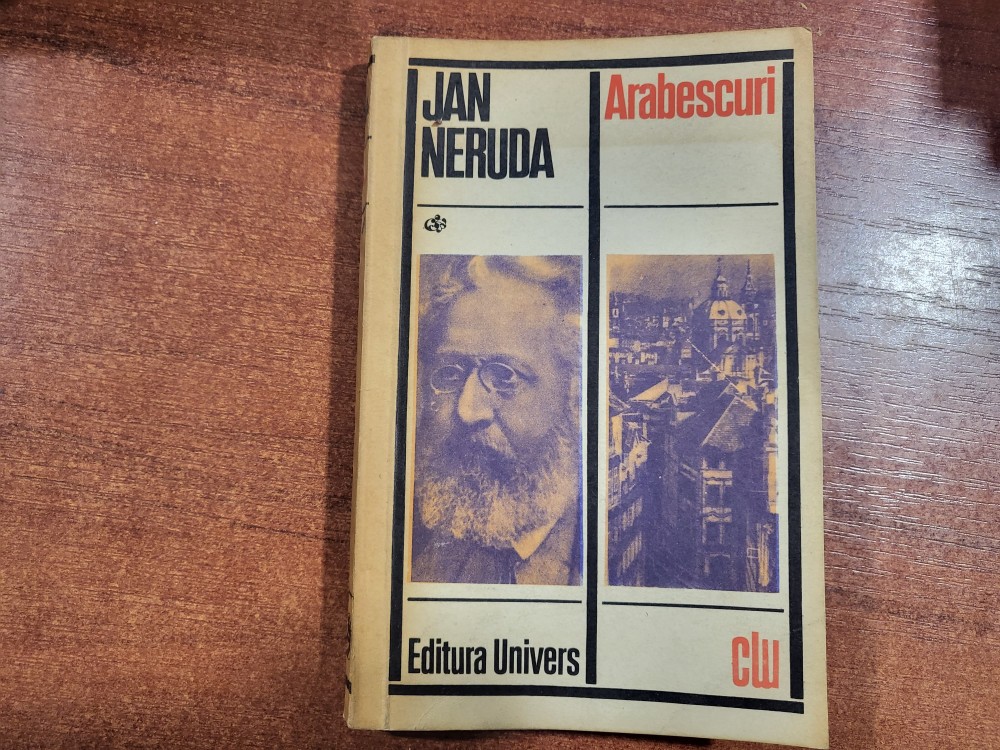 JAN
NERUDA
Arabescuri
Editura Univers
clu